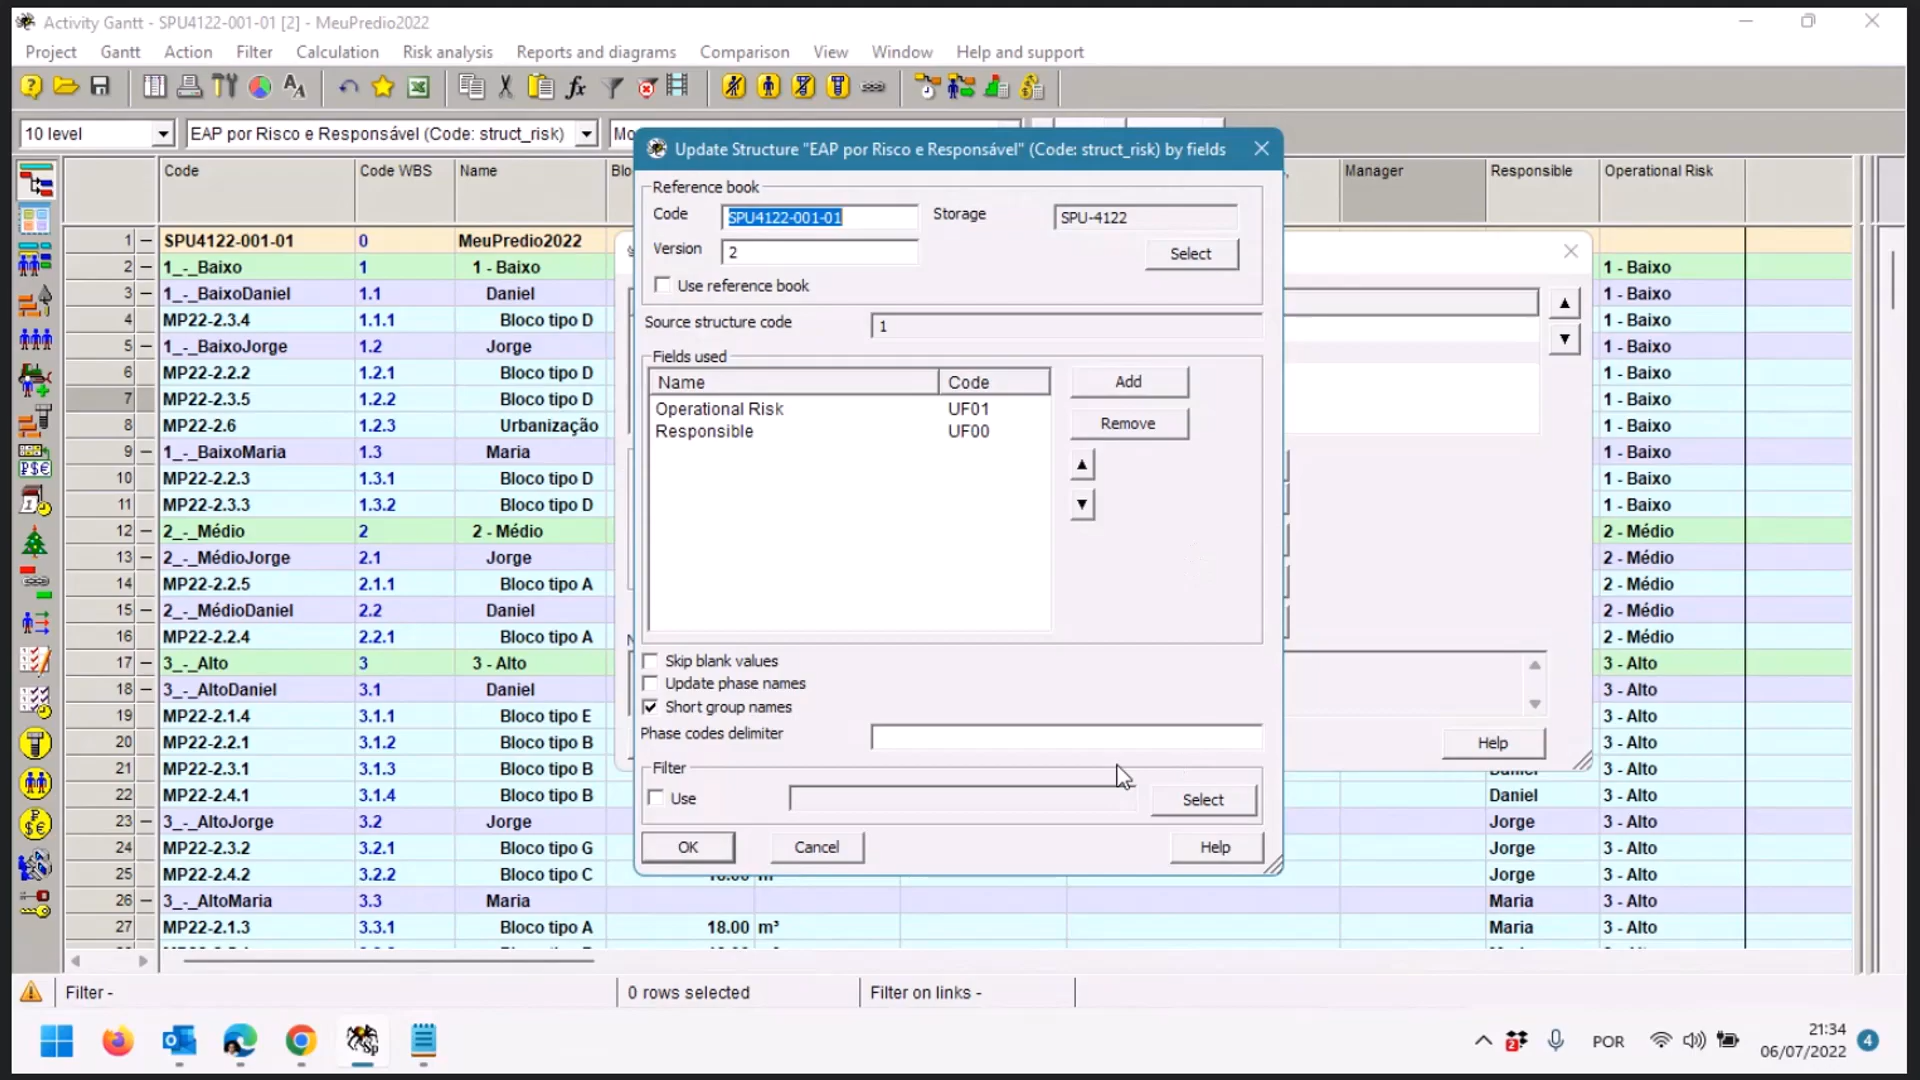 Activity Gantt - SPU4122-001-01 [2] - MeuPredio2022
Project Gantt Action Filter Calculation Risk analysis Reports and diagrams Comparison View Window Help and support
10 level EAP por Risco e Responsável (Code: struct_risk)
Code Code WBS Name Manager Responsible Operational Risk
1 SPU4122-001-01 0 MeuPredio2022
2 1_-_Baixo 1 1 - Baixo 1 - Baixo
3 1_-_BaixoDaniel 1.1 Daniel 1 - Baixo
4 MP22-2.3.4 1.1.1 Bloco tipo D 1 - Baixo
5 1_-_BaixoJorge 1.2 Jorge 1 - Baixo
6 MP22-2.2.2 1.2.1 Bloco tipo D 1 - Baixo
7 MP22-2.3.5 1.2.2 Bloco tipo D 1 - Baixo
8 MP22-2.6 1.2.3 Urbanização 1 - Baixo
9 1_-_BaixoMaria 1.3 Maria 1 - Baixo
10 MP22-2.2.3 1.3.1 Bloco tipo D 1 - Baixo
11 MP22-2.3.3 1.3.2 Bloco tipo D 1 - Baixo
12 2_-_Médio 2 2 - Médio 2 - Médio
13 2_-_MédioJorge 2.1 Jorge 2 - Médio
14 MP22-2.2.5 2.1.1 Bloco tipo A 2 - Médio
15 2_-_MédioDaniel 2.2 Daniel 2 - Médio
16 MP22-2.2.4 2.2.1 Bloco tipo A 2 - Médio
17 3_-_Alto 3 3 - Alto 3 - Alto
18 3_-_AltoDaniel 3.1 Daniel 3 - Alto
19 MP22-2.1.4 3.1.1 Bloco tipo E 3 - Alto
20 MP22-2.2.1 3.1.2 Bloco tipo B 3 - Alto
21 MP22-2.3.1 3.1.3 Bloco tipo B Daniel 3 - Alto
22 MP22-2.4.1 3.1.4 Bloco tipo B Daniel 3 - Alto
23 3_-_AltoJorge 3.2 Jorge Jorge 3 - Alto
24 MP22-2.3.2 3.2.1 Bloco tipo G Jorge 3 - Alto
25 MP22-2.4.2 3.2.2 Bloco tipo C Jorge 3 - Alto
26 3_-_AltoMaria 3.3 Maria Maria 3 - Alto
27 MP22-2.1.3 3.3.1 Bloco tipo A 18.00 m³ Maria 3 - Alto
Update Structure "EAP por Risco e Responsável" (Code: struct_risk) by fields
Reference book
Code SPU4122-001-01 Storage SPU-4122
Version 2 Select
Use reference book
Source structure code 1
Fields used
Name Code Add
Operational Risk UF01
Responsible UF00
Remove
Skip blank values
Update phase names
Short group names
Phase codes delimiter
Filter
Use Select
OK Cancel Help
Help
Filter - 0 rows selected Filter on links -
POR
21:34
06/07/2022
4